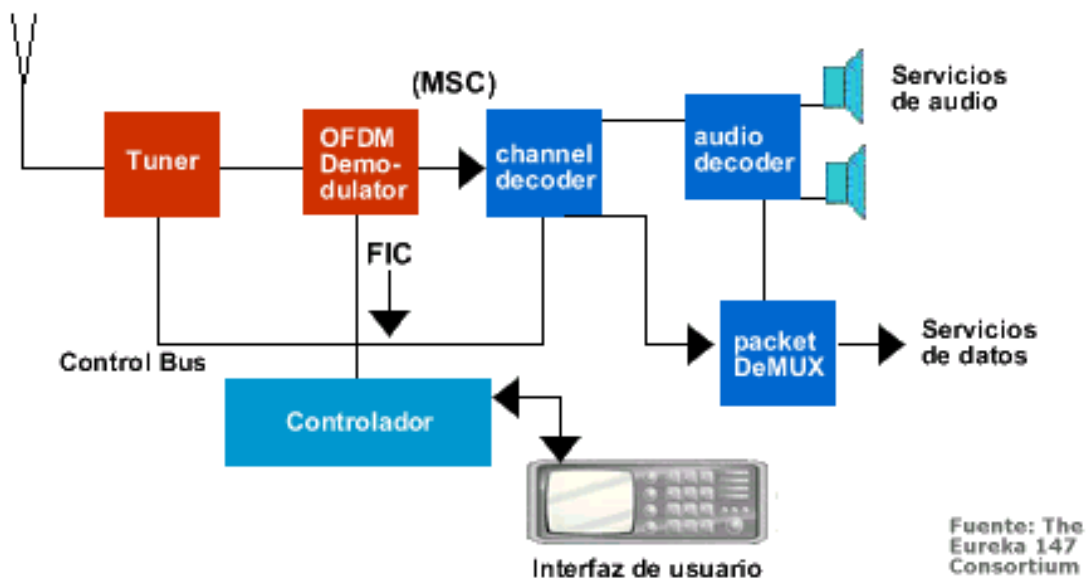 (MSC)
Servicios
de audio
Tuner
OFDM
Demo-
dulator
channel
decoder
audio
decoder
FIC
Control Bus
packet
DeMUX
Servicios
de datos
Controlador
Interfaz de usuario
Fuente: The
Eureka 147
Consortium